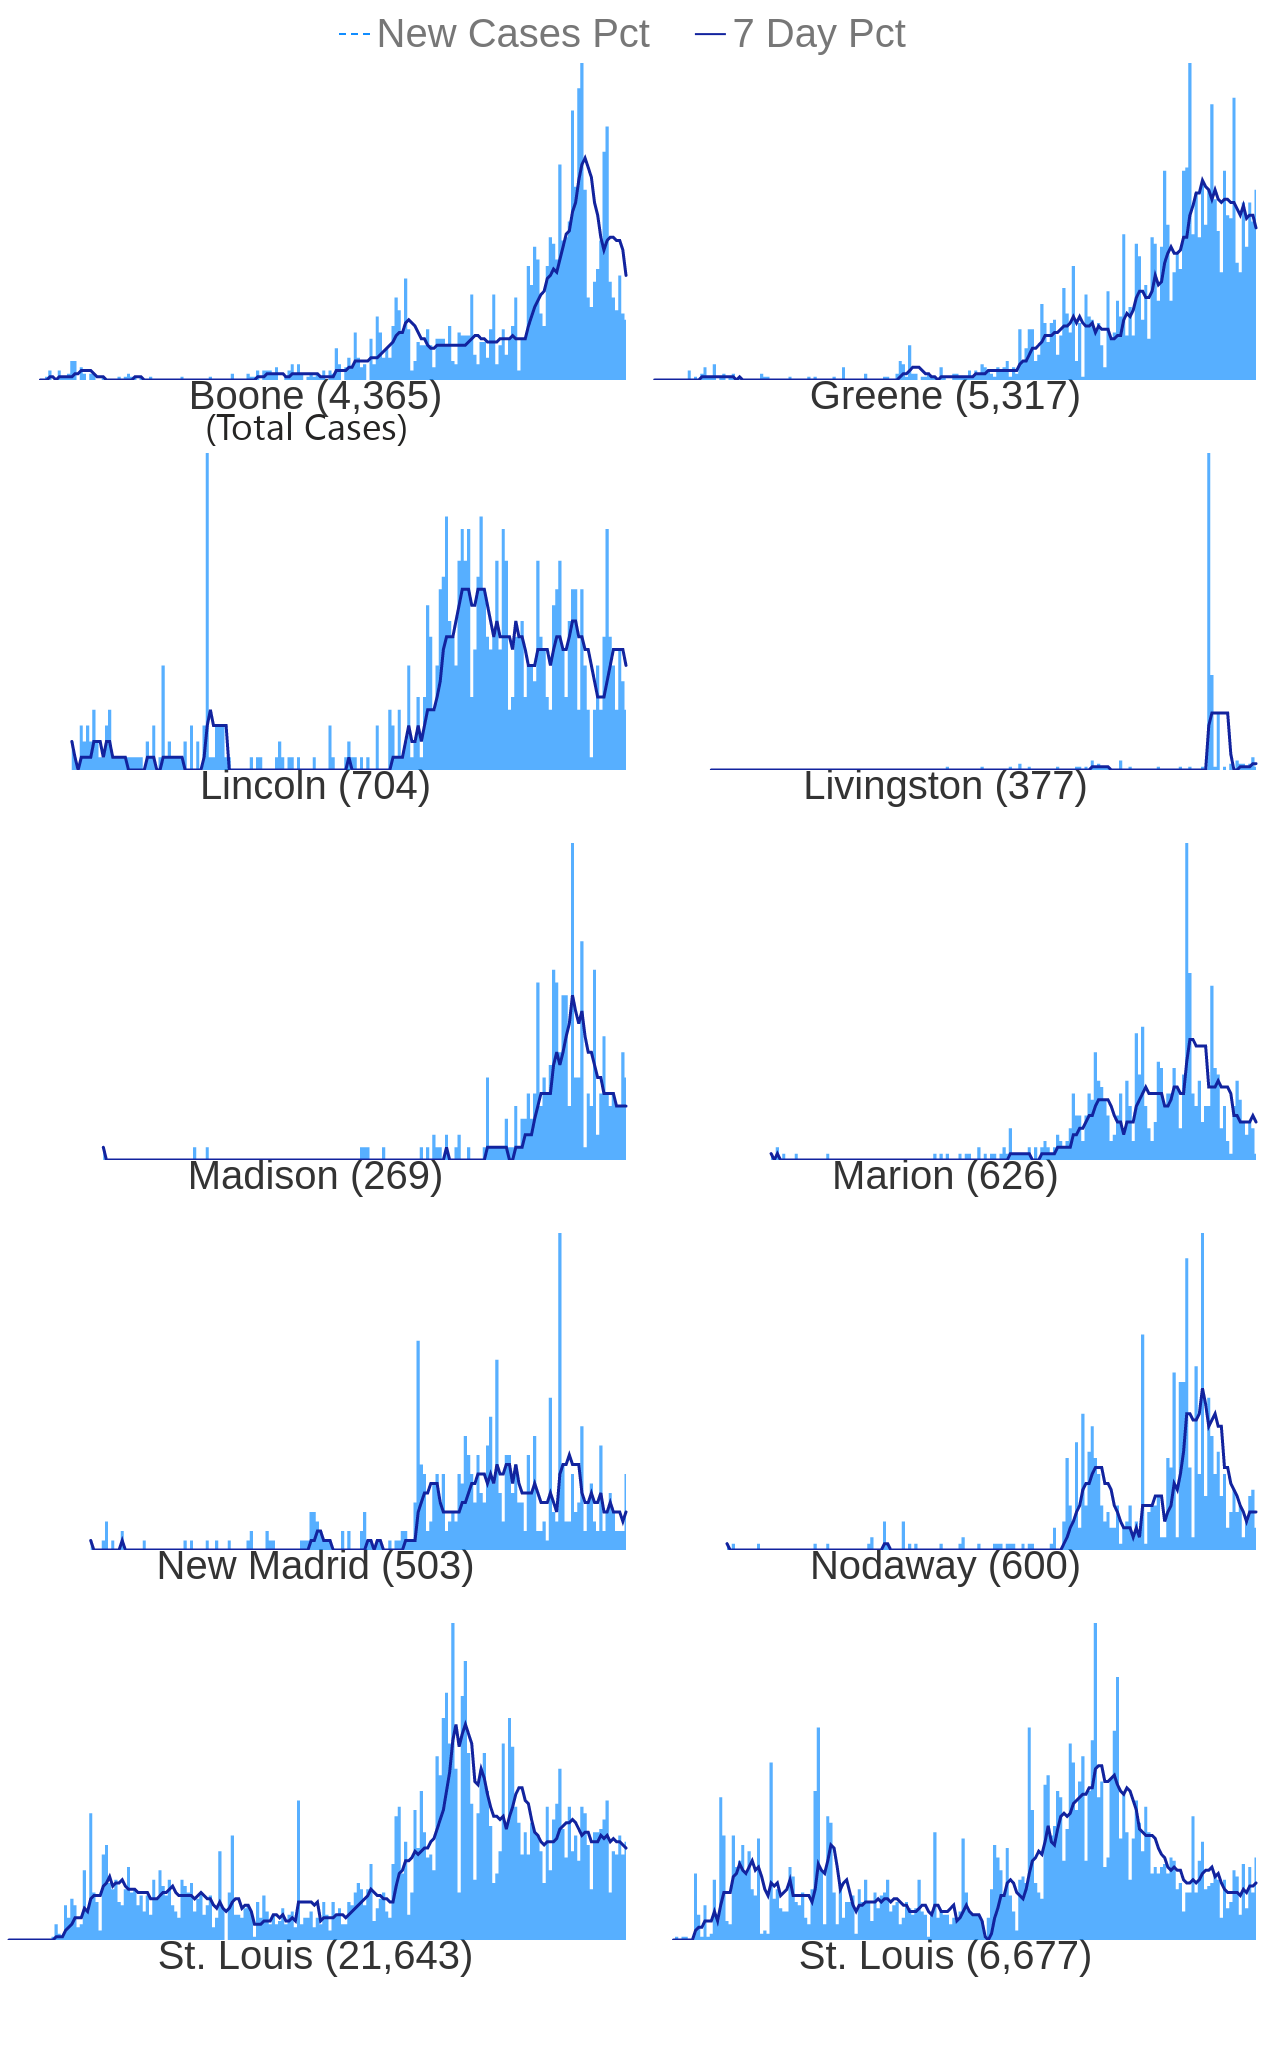 New Cases Pct 7 Day Pct
Boone (4,365) Greene (5,317)
(Total Cases)
Lincoln (704) Livingston (377)
Madison (269) Marion (626)
New Madrid (503) Nodaway (600)
St. Louis (21,643) St. Louis (6,677)